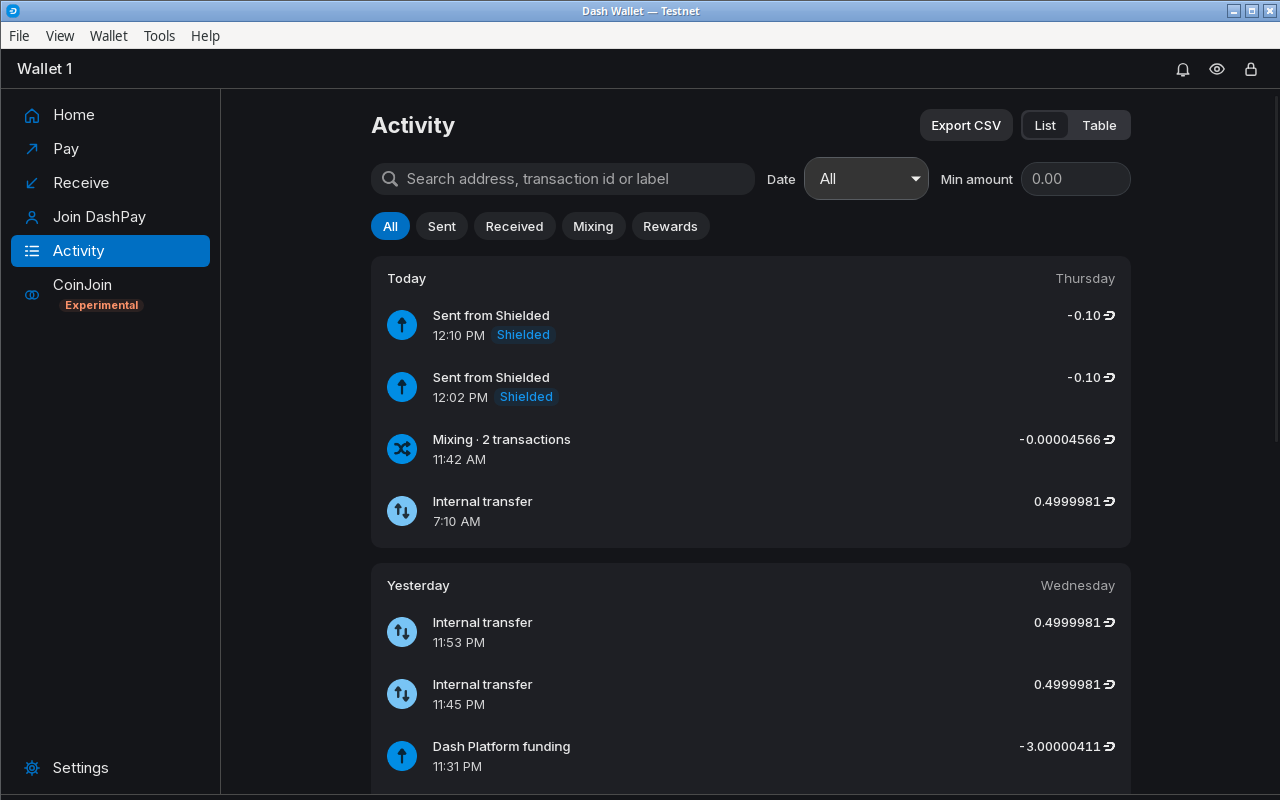 Dash Wallet — Testnet
File View Wallet Tools Help
Wallet 1
Home
Pay
Receive
Join DashPay
Activity
CoinJoin
Experimental
Settings
Activity
Export CSV
List
Table
Search address, transaction id or label
Date
All
Min amount
0.00
All
Sent
Received
Mixing
Rewards
Today
Thursday
Sent from Shielded
-0.10
12:10 PM Shielded
Sent from Shielded
-0.10
12:02 PM Shielded
Mixing · 2 transactions
-0.00004566
11:42 AM
Internal transfer
0.4999981
7:10 AM
Yesterday
Wednesday
Internal transfer
0.4999981
11:53 PM
Internal transfer
0.4999981
11:45 PM
Dash Platform funding
-3.00000411
11:31 PM